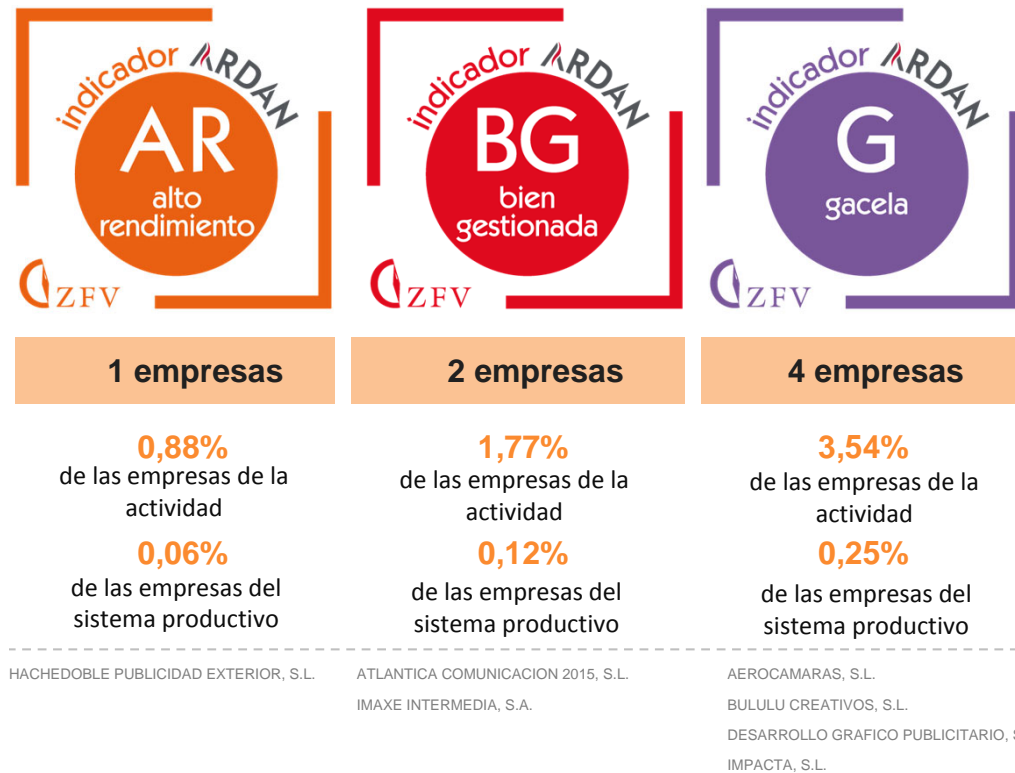 indicador ARDAN
AR
alto
rendimiento
ZFV
indicador ARDAN
BG
bien
gestionada
ZFV
indicador ARDAN
G
gacela
ZFV
1 empresas
2 empresas
4 empresas
0,88%
de las empresas de la
actividad
0,06%
de las empresas del
sistema productivo
1,77%
de las empresas de la
actividad
0,12%
de las empresas del
sistema productivo
3,54%
de las empresas de la
actividad
0,25%
de las empresas del
sistema productivo
HACHEDOBLE PUBLICIDAD EXTERIOR, S.L.
ATLANTICA COMUNICACION 2015, S.L.
IMAXE INTERMEDIA, S.A.
AEROCAMARAS, S.L.
BULULU CREATIVOS, S.L.
DESARROLLO GRAFICO PUBLICITARIO,
IMPACTA, S.L.